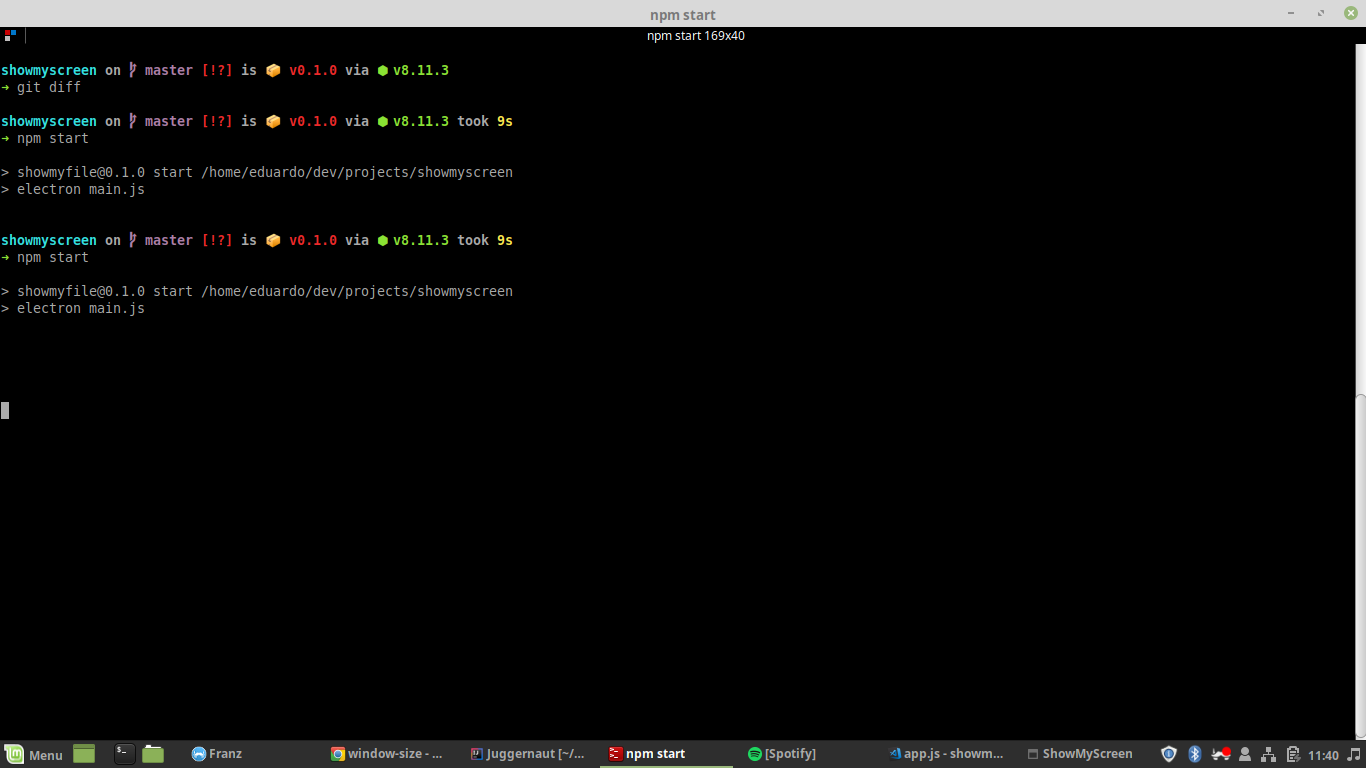 npm start
npm start 169x40
showmyscreen on master [!?] is v0.1.0 via v8.11.3
➜ git diff
showmyscreen on master [!?] is v0.1.0 via v8.11.3 took 9s
➜ npm start
> showmyfile@0.1.0 start /home/eduardo/dev/projects/showmyscreen
> electron main.js
showmyscreen on master [!?] is v0.1.0 via v8.11.3 took 9s
➜ npm start
> showmyfile@0.1.0 start /home/eduardo/dev/projects/showmyscreen
> electron main.js
Menu Franz window-size - ... Juggernaut [~/... npm start [Spotify] app.js - showm... ShowMyScreen 11:40